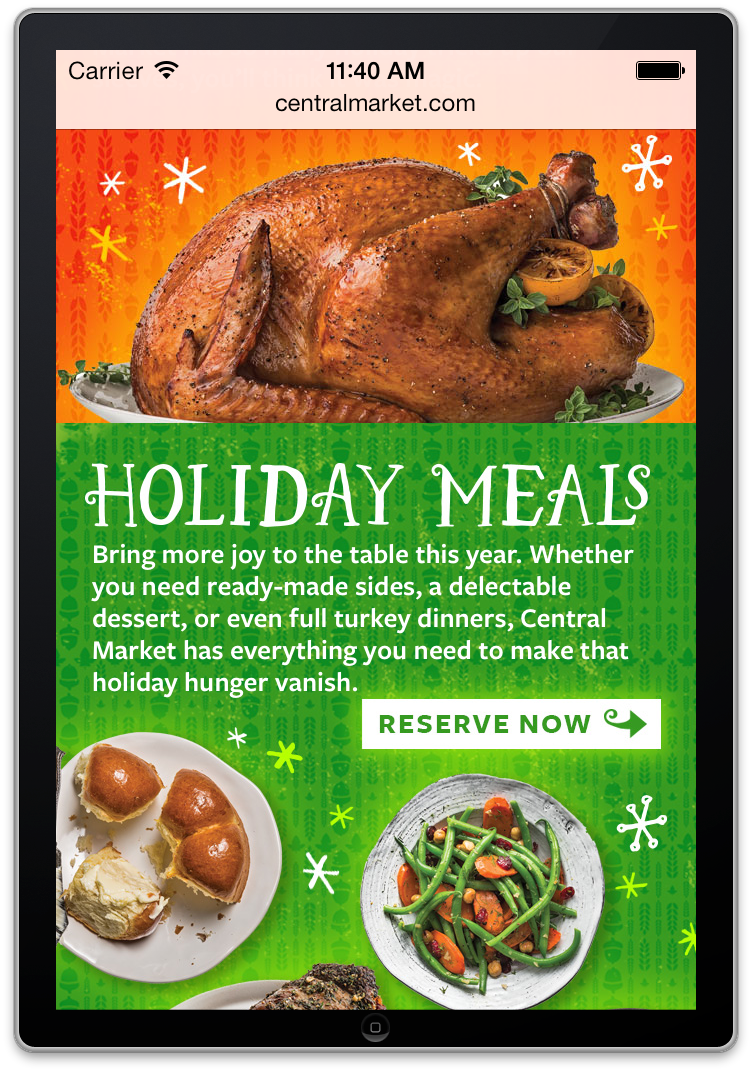 Carrier 11:40 AM
centralmarket.com
HOLIDAY MEALS
Bring more joy to the table this year. Whether
you need ready-made sides, a delectable
dessert, or even full turkey dinners, Central
Market has everything you need to make that
holiday hunger vanish.
RESERVE NOW